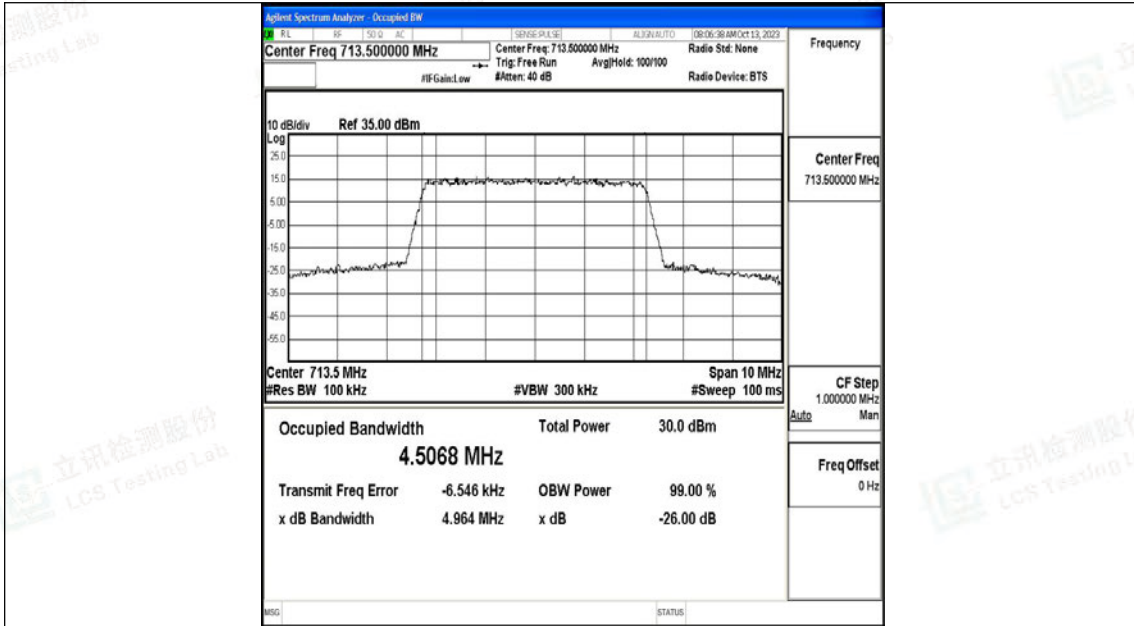 Agilent Spectrum Analyzer - Occupied BW
RL RF 50 Ω AC SENSE:PULSE ALIGNAUTO 08:06:38 AM Oct 13, 2023
Center Freq 713.500000 MHz
Center Freq: 713.500000 MHz
Radio Std: None
Trig: Free Run Avg|Hold: 100/100
#IFGain:Low
#Atten: 40 dB
Radio Device: BTS
10 dB/div Ref 35.00 dBm
Log
25.0
15.0
5.00
-5.00
-15.0
-25.0
-35.0
-45.0
-55.0
Center 713.5 MHz Span 10 MHz
#Res BW 100 kHz #VBW 300 kHz #Sweep 100 ms
Occupied Bandwidth Total Power 30.0 dBm
4.5068 MHz
Transmit Freq Error -6.546 kHz OBW Power 99.00 %
x dB Bandwidth 4.964 MHz x dB -26.00 dB
MSG STATUS
Frequency
Center Freq
713.500000 MHz
CF Step
1.000000 MHz
Auto Man
Freq Offset
0 Hz
立讯检测股份
LCS Testing Lab